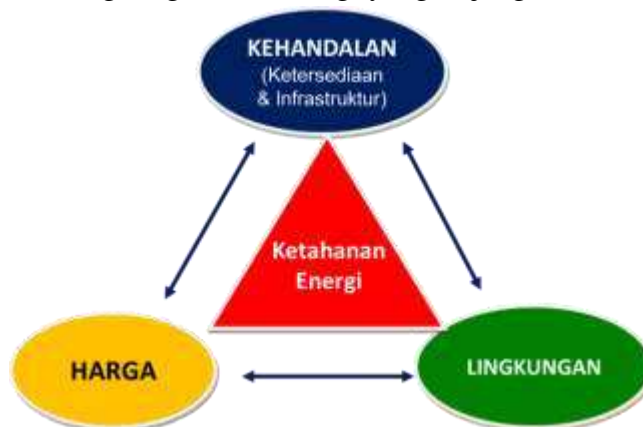 KEHANDALAN
(Ketersediaan
& Infrastruktur)
Ketahanan
Energi
HARGA
LINGKUNGAN